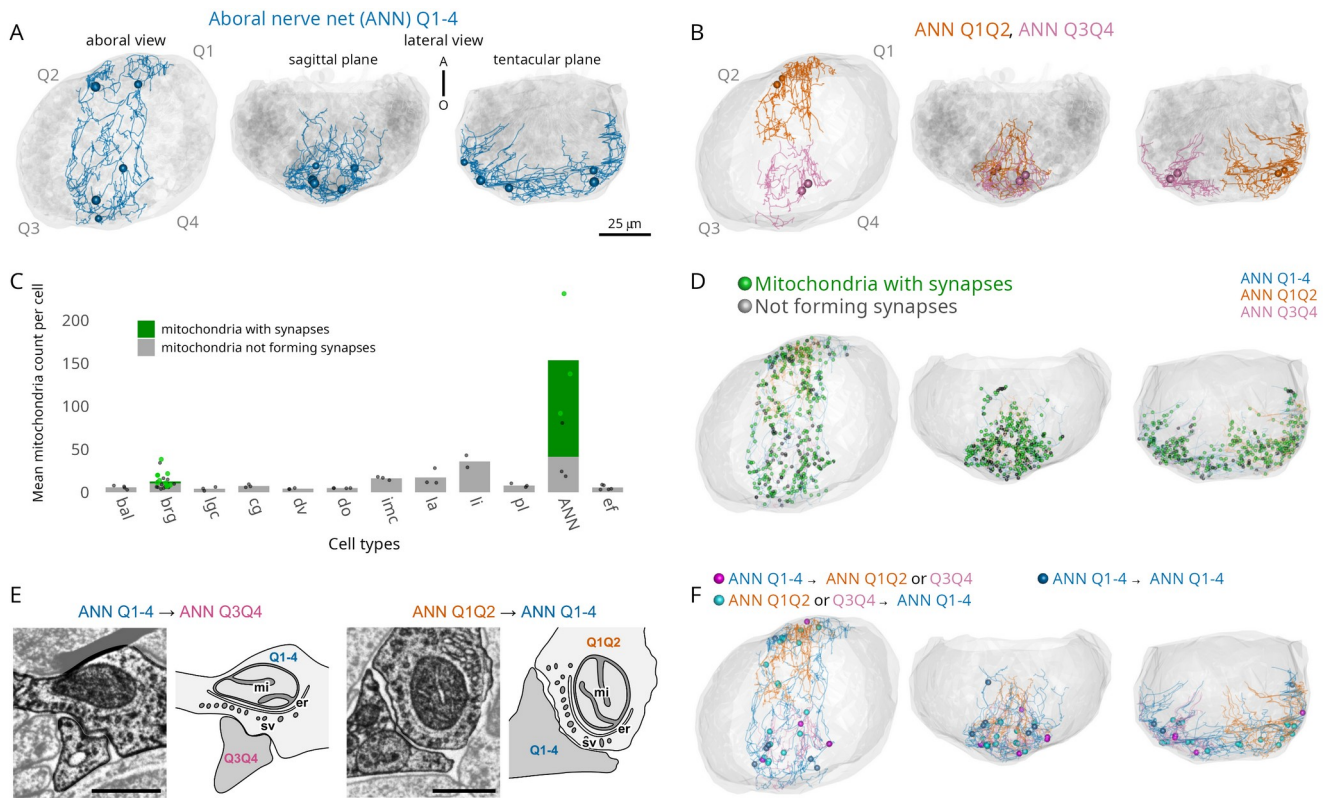 A
Aboral nerve net (ANN) Q1-4
aboral view
lateral view
sagittal plane
tentacular plane
A
O
Q1
Q2
Q3
Q4
25 µm
B
ANN Q1Q2, ANN Q3Q4
Q1
Q2
Q3
Q4
C
Mean mitochondria count per cell
200
150
100
50
0
mitochondria with synapses
mitochondria not forming synapses
bal
brg
lgc
cg
dv
do
imc
la
li
pl
ANN
ef
Cell types
D
Mitochondria with synapses
Not forming synapses
ANN Q1-4
ANN Q1Q2
ANN Q3Q4
E
ANN Q1-4 → ANN Q3Q4
Q1-4
mi
er
sv
Q3Q4
ANN Q1Q2 → ANN Q1-4
Q1Q2
mi
er
sv
Q1-4
F
ANN Q1-4 → ANN Q1Q2 or Q3Q4
ANN Q1-4 → ANN Q1-4
ANN Q1Q2 or Q3Q4 → ANN Q1-4